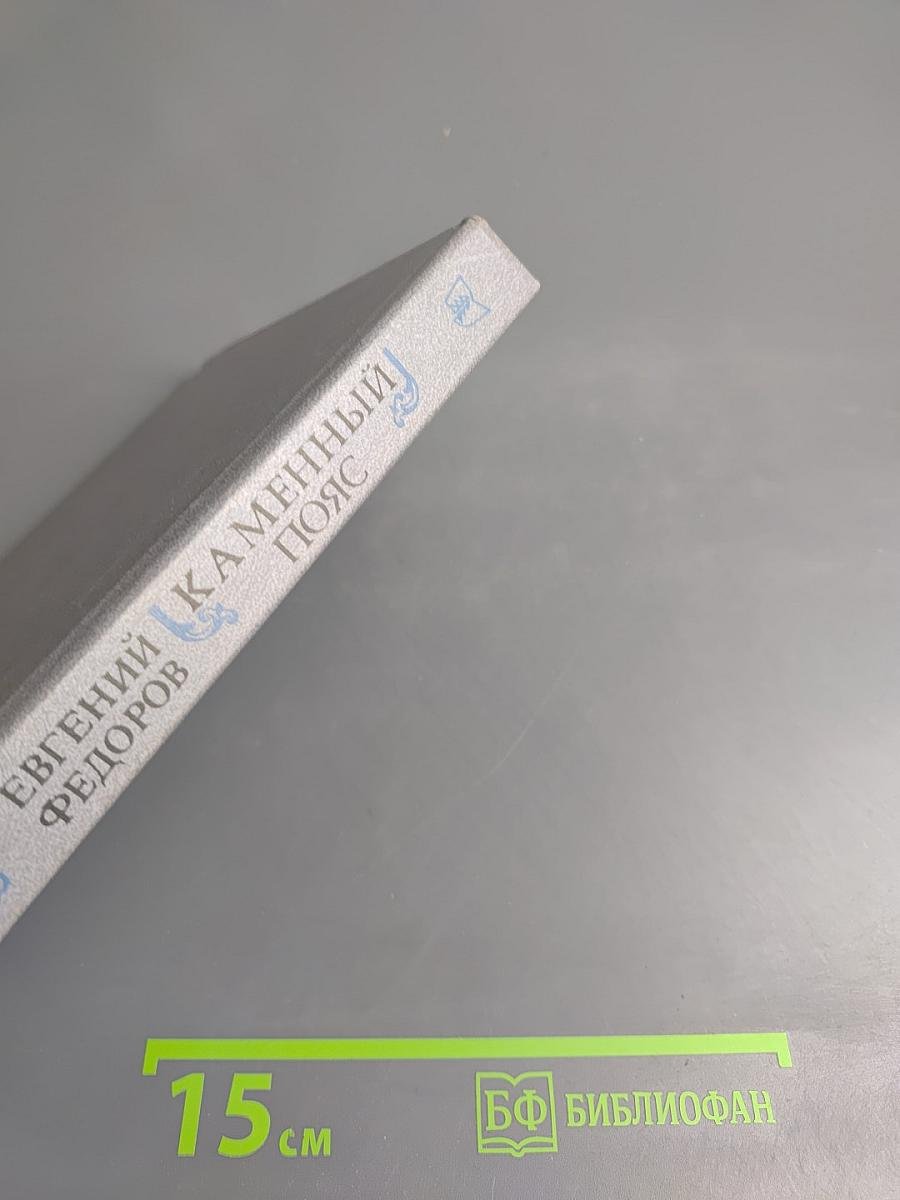 ЕВГЕНИЙ
ФЕДОРОВ
КАМЕННЫЙ
ПОЯС
15 см
БФ БИБЛИОФАН